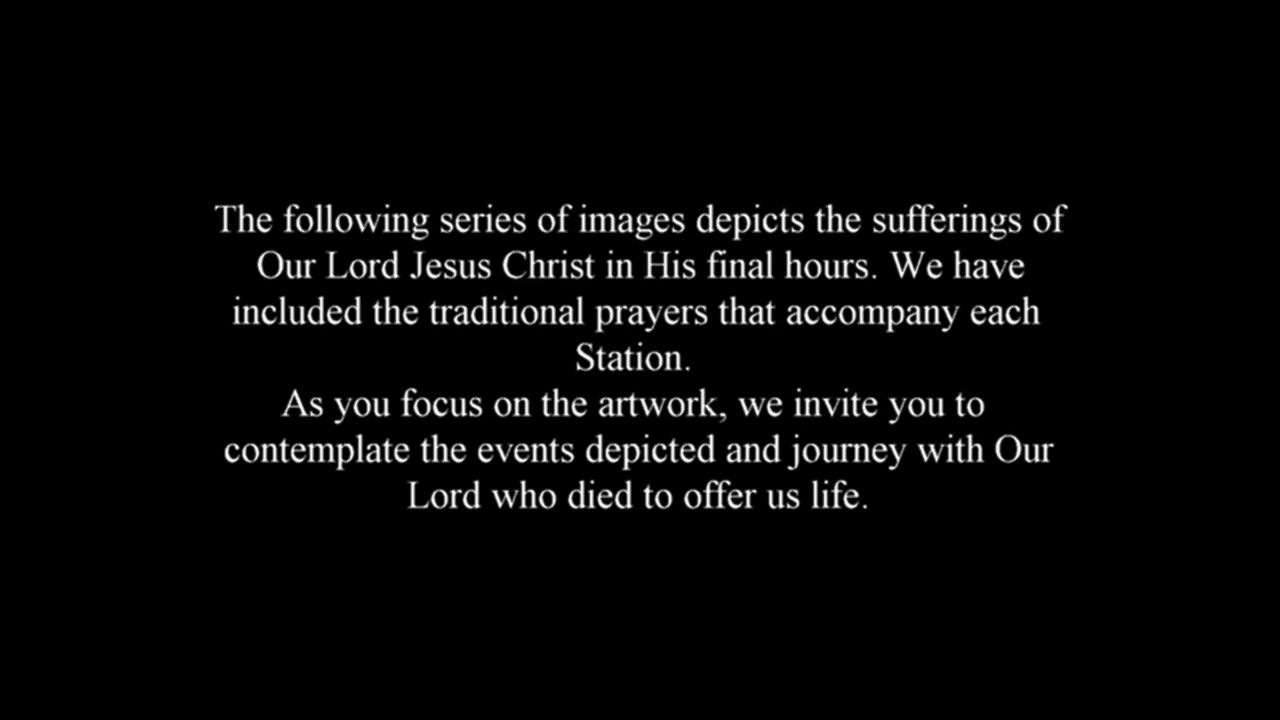 The following series of images depicts the sufferings of
Our Lord Jesus Christ in His final hours. We have
included the traditional prayers that accompany each
Station.
As you focus on the artwork, we invite you to
contemplate the events depicted and journey with Our
Lord who died to offer us life.